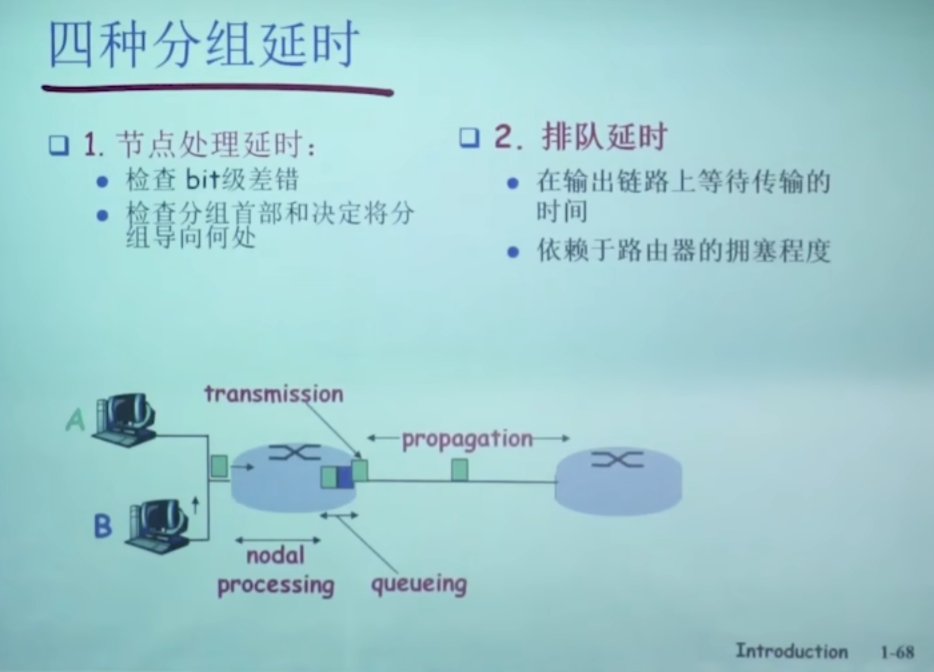 四种分组延时
❑ 1. 节点处理延时:
● 检查 bit级差错
● 检查分组首部和决定将分
组导向何处
❑ 2. 排队延时
● 在输出链路上等待传输的
时间
● 依赖于路由器的拥塞程度
transmission
A
propagation
B
nodal
processing
queueing
Introduction 1-68